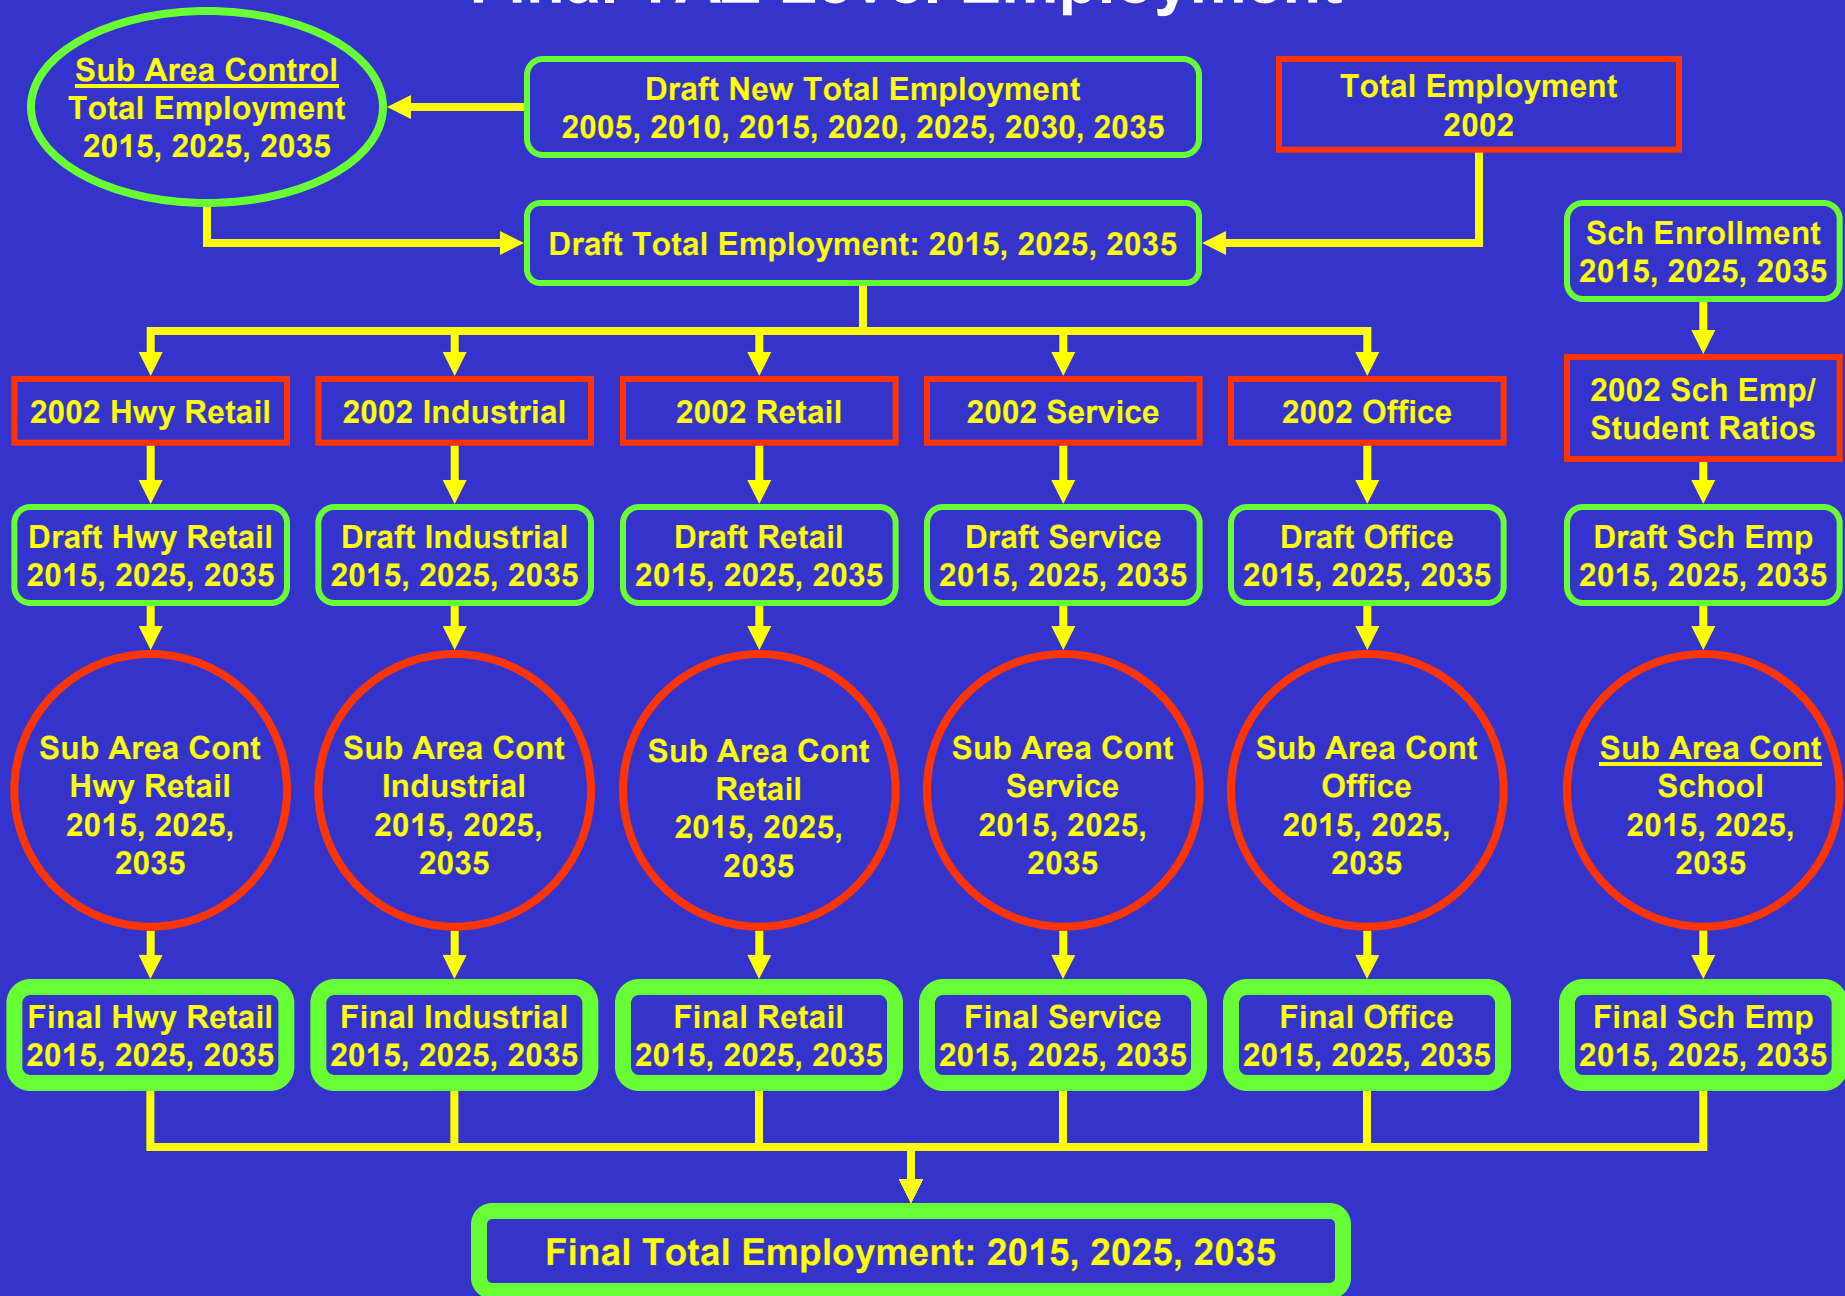 Final TAZ Level Employment
Sub Area Control
Total Employment
2015, 2025, 2035
Draft New Total Employment
2005, 2010, 2015, 2020, 2025, 2030, 2035
Total Employment
2002
Draft Total Employment: 2015, 2025, 2035
Sch Enrollment
2015, 2025, 2035
2002 Hwy Retail
2002 Industrial
2002 Retail
2002 Service
2002 Office
2002 Sch Emp/
Student Ratios
Draft Hwy Retail
2015, 2025, 2035
Draft Industrial
2015, 2025, 2035
Draft Retail
2015, 2025, 2035
Draft Service
2015, 2025, 2035
Draft Office
2015, 2025, 2035
Draft Sch Emp
2015, 2025, 2035
Sub Area Cont
Hwy Retail
2015, 2025,
2035
Sub Area Cont
Industrial
2015, 2025,
2035
Sub Area Cont
Retail
2015, 2025,
2035
Sub Area Cont
Service
2015, 2025,
2035
Sub Area Cont
Office
2015, 2025,
2035
Sub Area Cont
School
2015, 2025,
2035
Final Hwy Retail
2015, 2025, 2035
Final Industrial
2015, 2025, 2035
Final Retail
2015, 2025, 2035
Final Service
2015, 2025, 2035
Final Office
2015, 2025, 2035
Final Sch Emp
2015, 2025, 2035
Final Total Employment: 2015, 2025, 2035